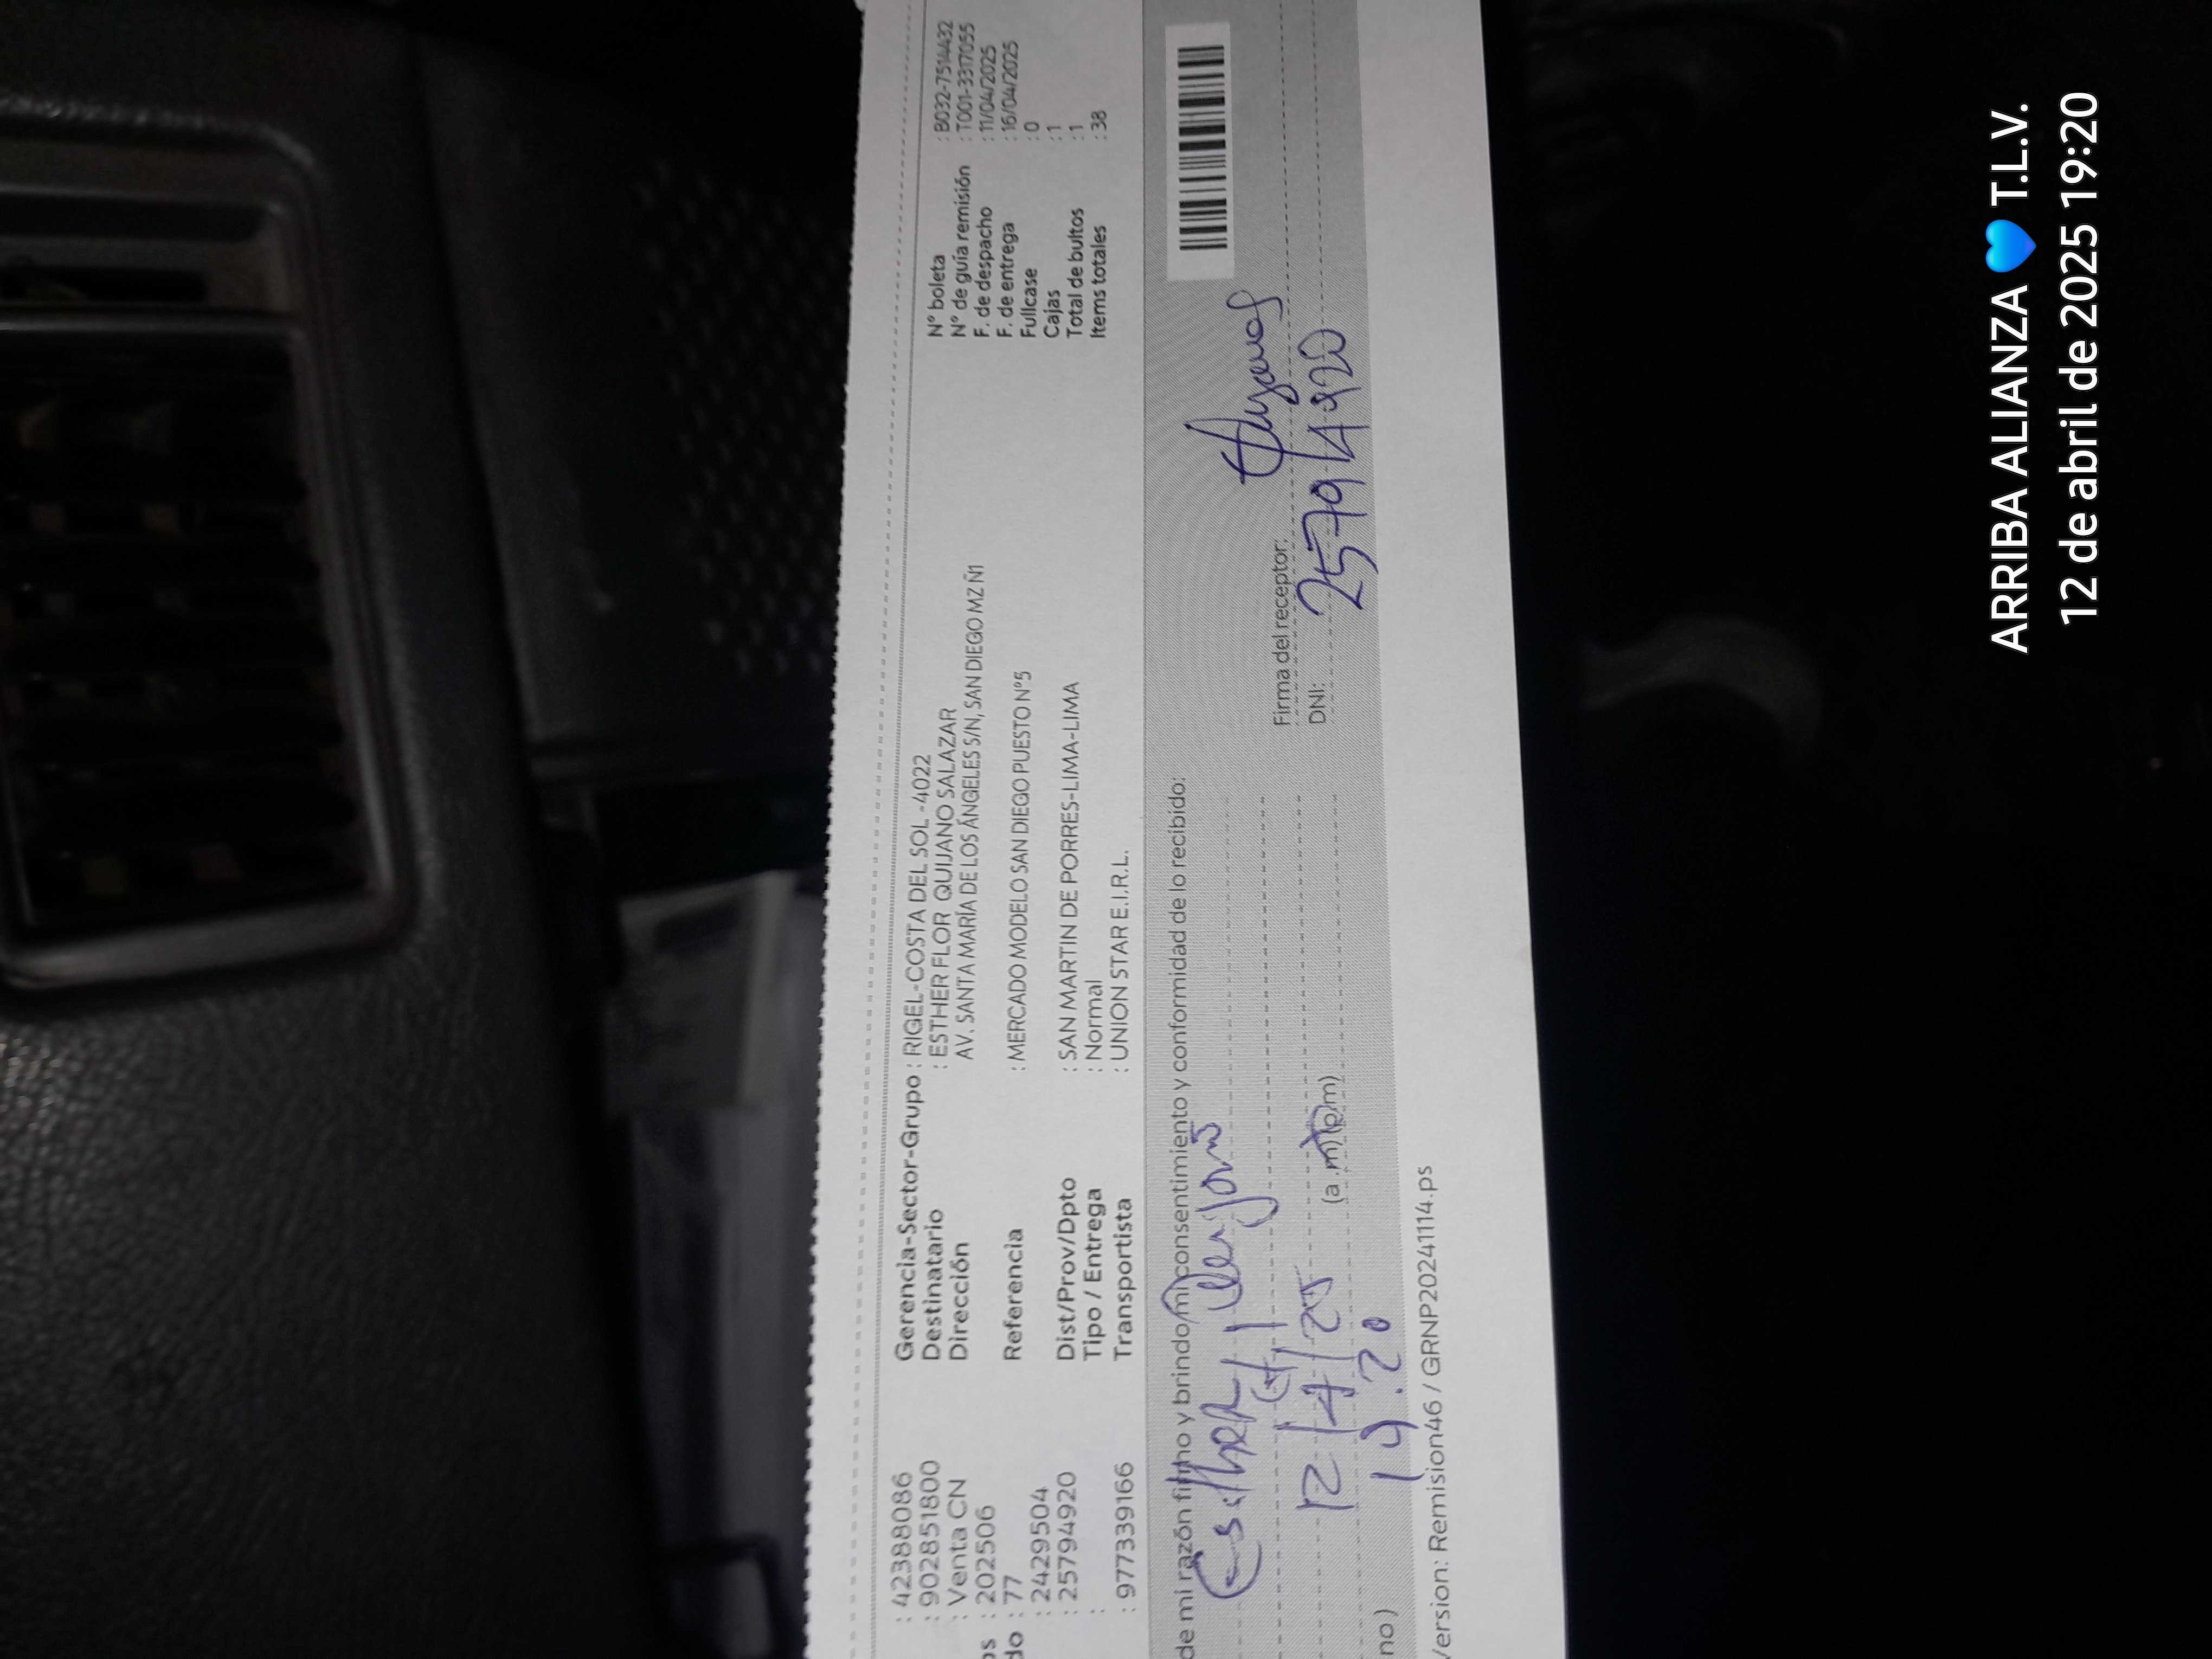 : 42388086
: 9028518OO
: Venta CN
os : 202506
do : 77
: 2429504
: 25794920
:
: 977339166
Gerencia-Sector-Grupo : RIGEL-COSTA DEL SOL -4022
Destinatario : ESTHER FLOR QUIJANO SALAZAR
Dirección AV. SANTA MARÍA DE LOS ÁNGELES S/N, SAN DIEGO MZ Ñ1
Referencia : MERCADO MODELO SAN DIEGO PUESTO N°5
Dist/Prov/Dpto : SAN MARTIN DE PORRES-LIMA-LIMA
Tipo / Entrega : Normal
Transportista : UNION STAR E.I.R.L.
N° boleta : B032-7514432
N° de guía remisión : T001-3317055
F. de despacho : 11/04/2025
F. de entrega : 16/04/2025
Fullcase : 0
Cajas : 1
Total de bultos : 1
Items totales : 38
de mi razón firmo y brindo mi consentimiento y conformidad de lo recibido:
Esther
12/4/25 (a.m)(p.m)
19:20
Firma del receptor:
DNI: 25794920
no)
Version: Remision46 / GRNP20241114.ps
ARRIBA ALIANZA 💙 T.L.V.
12 de abril de 2025 19:20